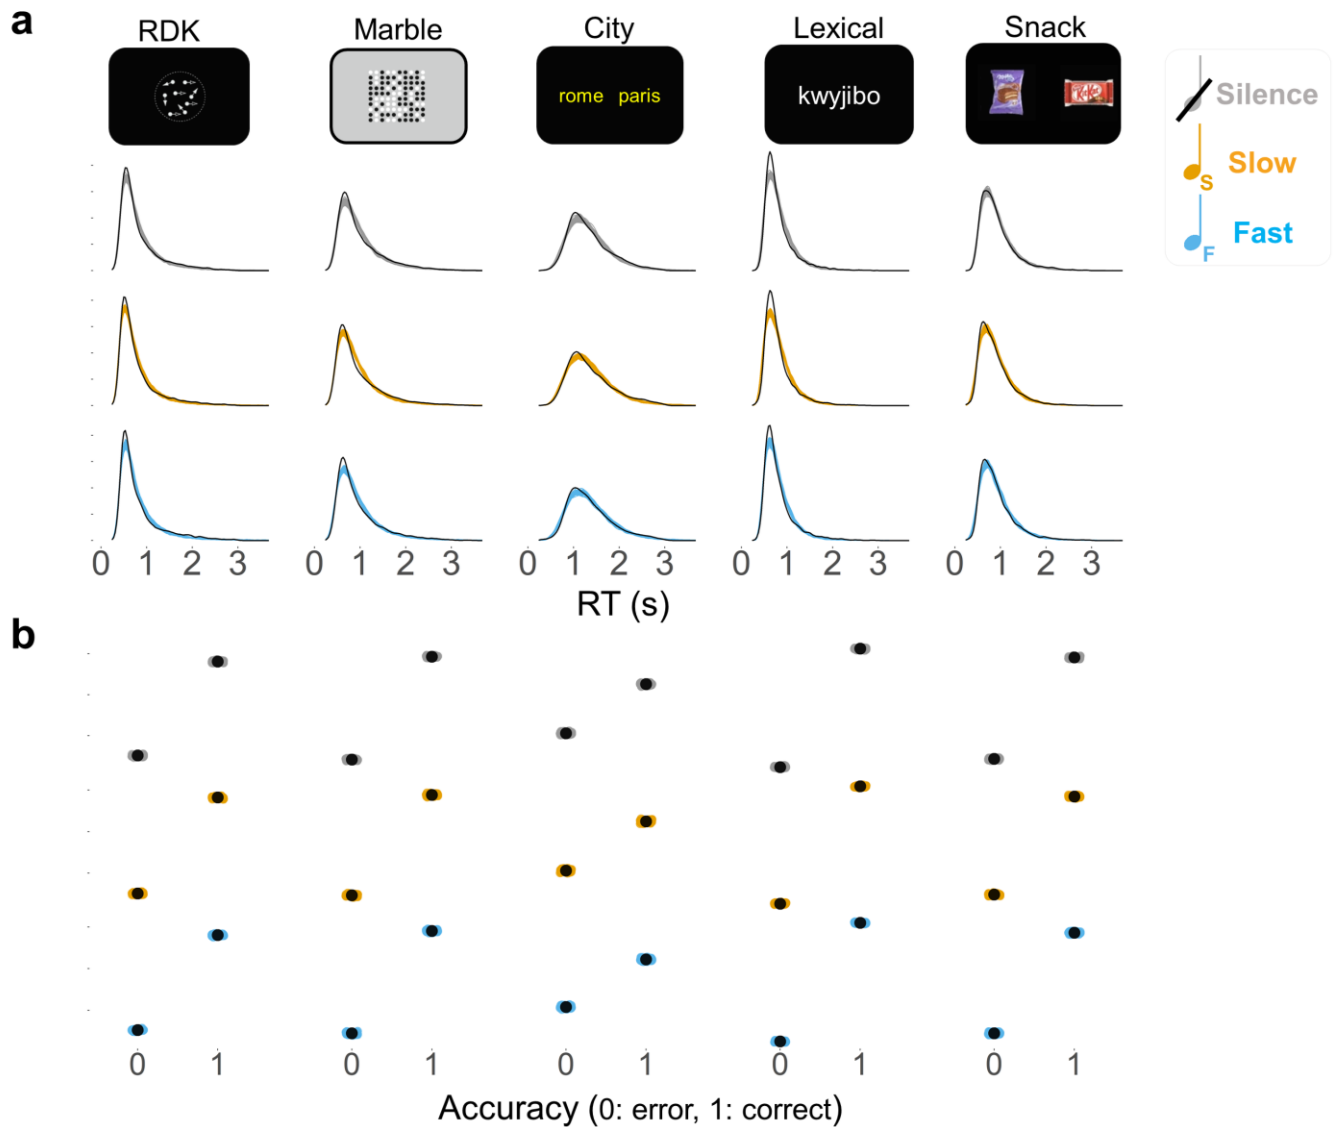 a
RDK Marble City Lexical Snack
rome paris
kwyjibo
Milka
KitKat
Silence
S Slow
F Fast
0 1 2 3 0 1 2 3 0 1 2 3 0 1 2 3 0 1 2 3
RT (s)
b
0 1 0 1 0 1 0 1 0 1
Accuracy (0: error, 1: correct)